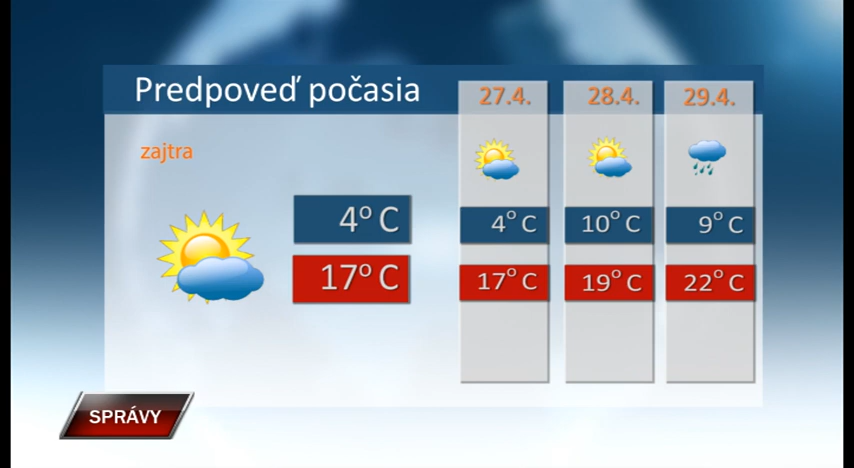 Predpoveď počasia
zajtra
4° C
17° C
27.4. 28.4. 29.4.
4° C 10° C 9° C
17° C 19° C 22° C
SPRÁVY